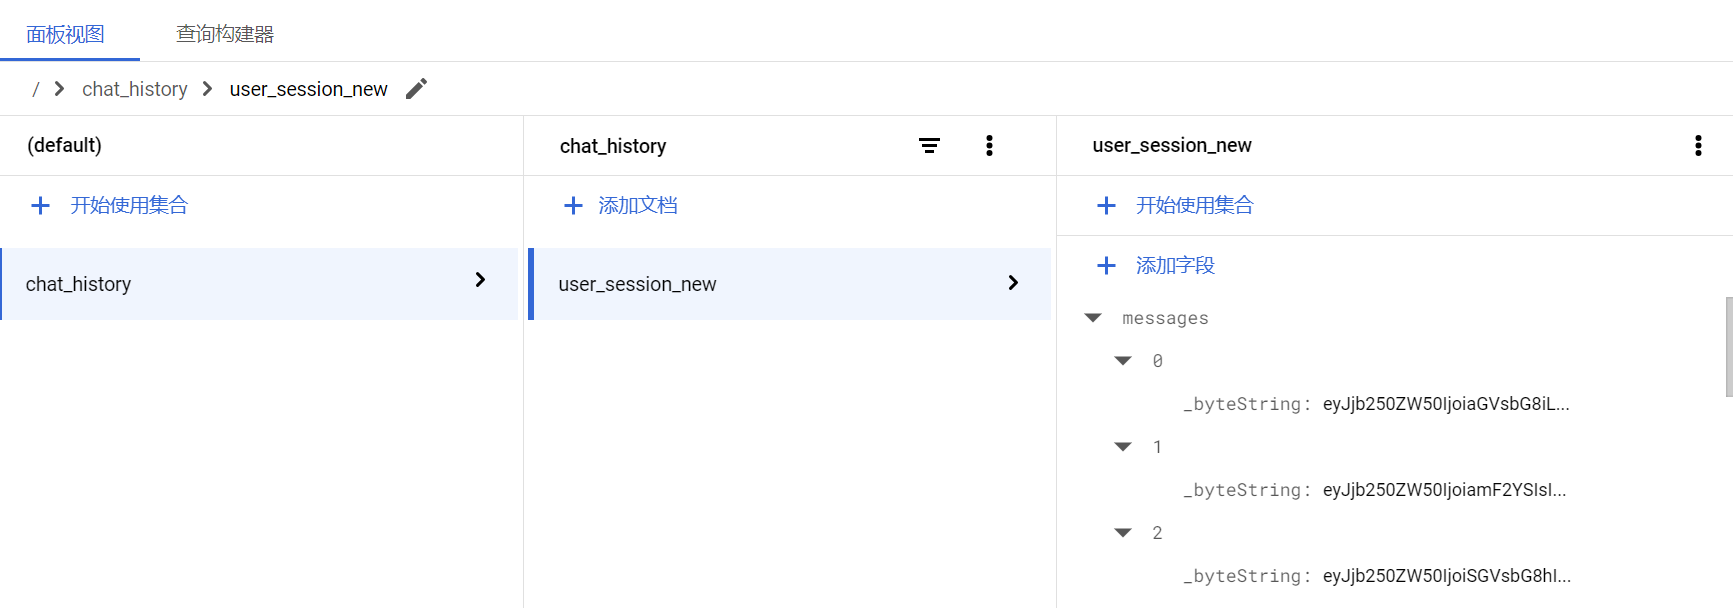 面板视图 查询构建器
/ chat_history user_session_new
(default) chat_history user_session_new
开始使用集合 添加文档 开始使用集合
添加字段
chat_history user_session_new
messages
0
_byteString: eyJjb250ZW50IjoiaGVsbG8iL...
1
_byteString: eyJjb250ZW50IjoiamF2YSIsI...
2
_byteString: eyJjb250ZW50IjoiSGVsbG8hI...